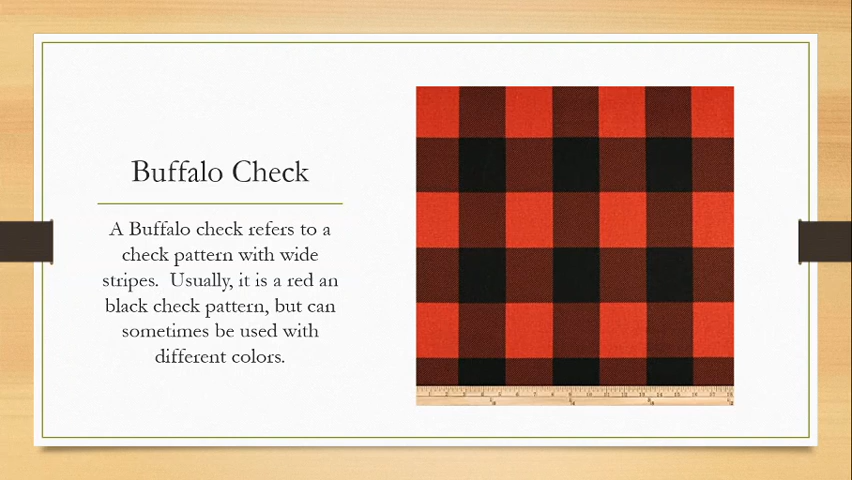 Buffalo Check
A Buffalo check refers to a
check pattern with wide
stripes.  Usually, it is a red an
black check pattern, but can
sometimes be used with
different colors.